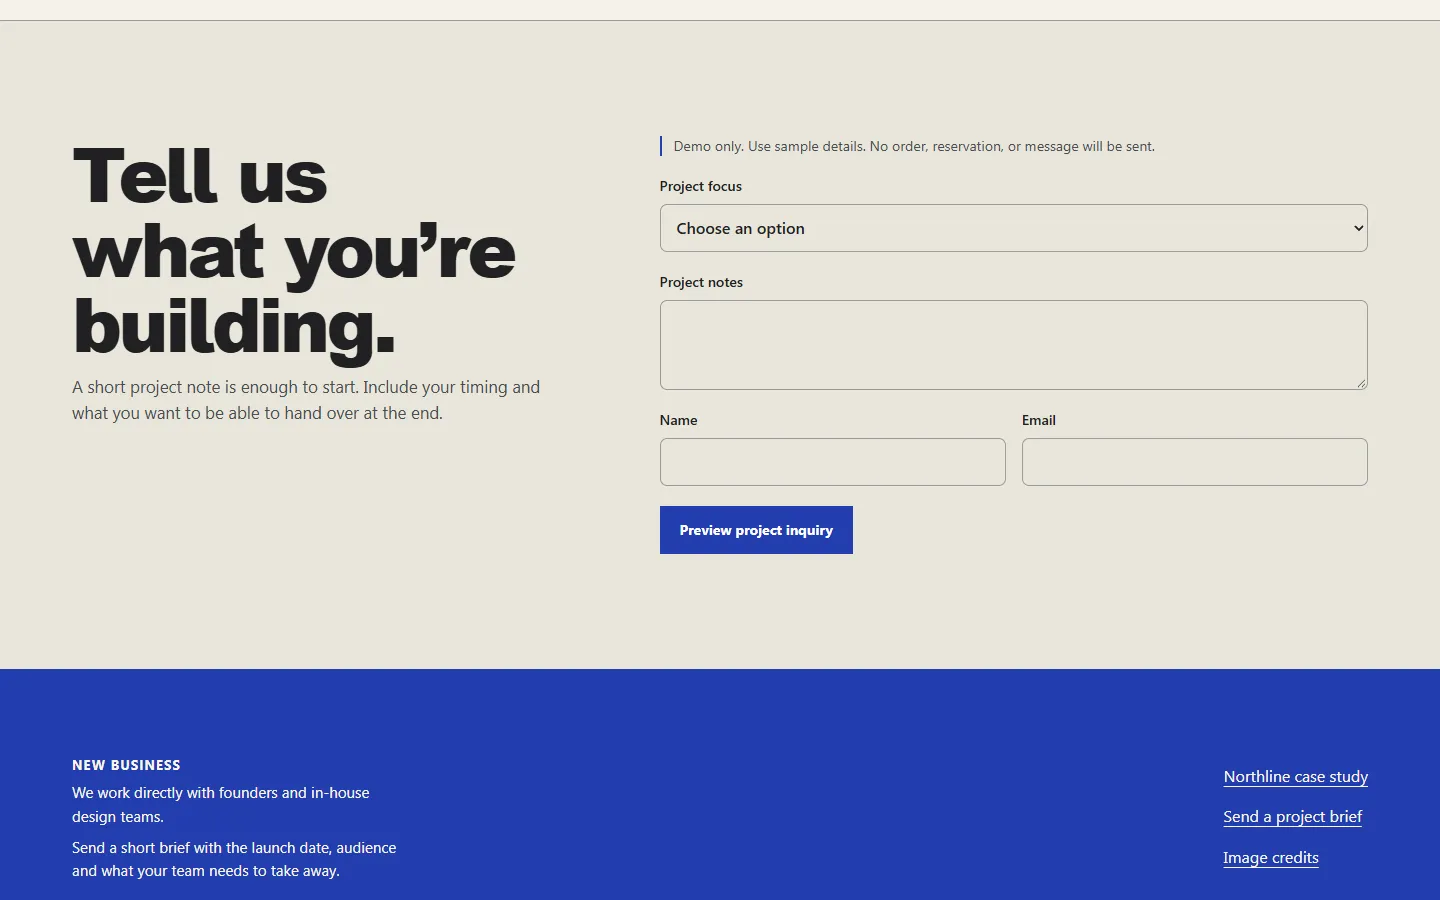 Tell us
what you’re
building.
A short project note is enough to start. Include your timing and
what you want to be able to hand over at the end.
Demo only. Use sample details. No order, reservation, or message will be sent.
Project focus
Choose an option
Project notes
Name
Email
Preview project inquiry
NEW BUSINESS
We work directly with founders and in-house
design teams.
Send a short brief with the launch date, audience
and what your team needs to take away.
Northline case study
Send a project brief
Image credits